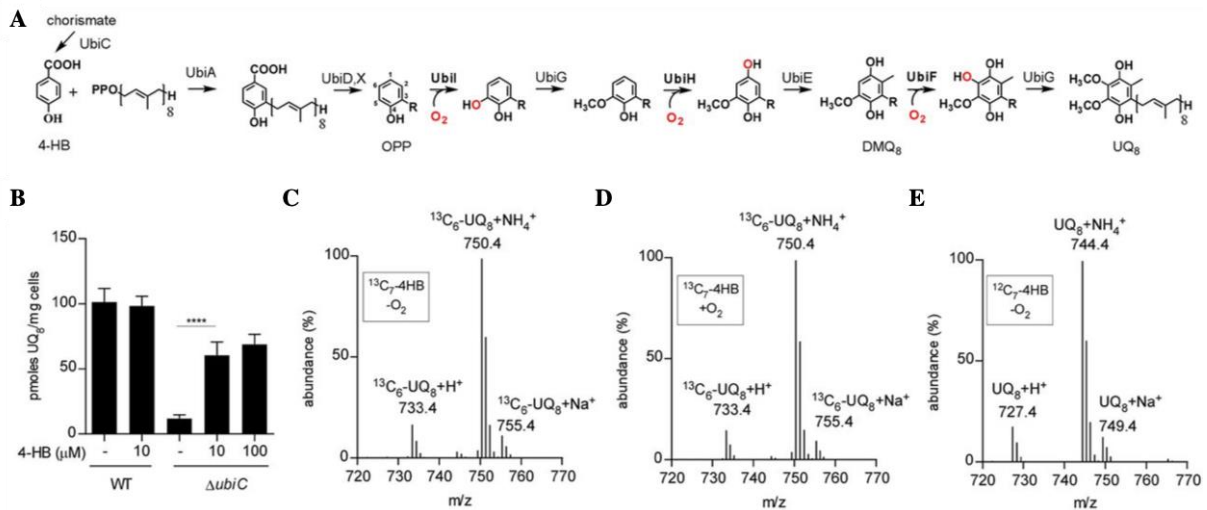 A
chorismate
UbiC
COOH
OH
4-HB
+
PPO
8
H
UbiA
COOH
OH
8
H
UbiD,X
1
2
3
4
5
6
R
OH
OPP
UbiI
O2
HO
OH
R
UbiG
H3CO
OH
R
UbiH
O2
OH
H3CO
OH
R
UbiE
OH
H3CO
OH
R
DMQ8
UbiF
O2
HO
OH
H3CO
OH
R
UbiG
OH
H3CO
H3CO
OH
8
H
UQ8
B
pmoles UQ8/mg cells
150
100
50
0
4-HB (μM)
- 10 - 10 100
WT ΔubiC
****
C
13C6-UQ8+NH4+
750.4
13C7-4HB
-O2
13C6-UQ8+H+
733.4
13C6-UQ8+Na+
755.4
abundance (%)
100
50
0
720 730 740 750 760 770
m/z
D
13C6-UQ8+NH4+
750.4
13C7-4HB
+O2
13C6-UQ8+H+
733.4
13C6-UQ8+Na+
755.4
abundance (%)
100
50
0
720 730 740 750 760 770
m/z
E
UQ8+NH4+
744.4
12C7-4HB
-O2
UQ8+H+
727.4
UQ8+Na+
749.4
abundance (%)
100
50
0
720 730 740 750 760 770
m/z